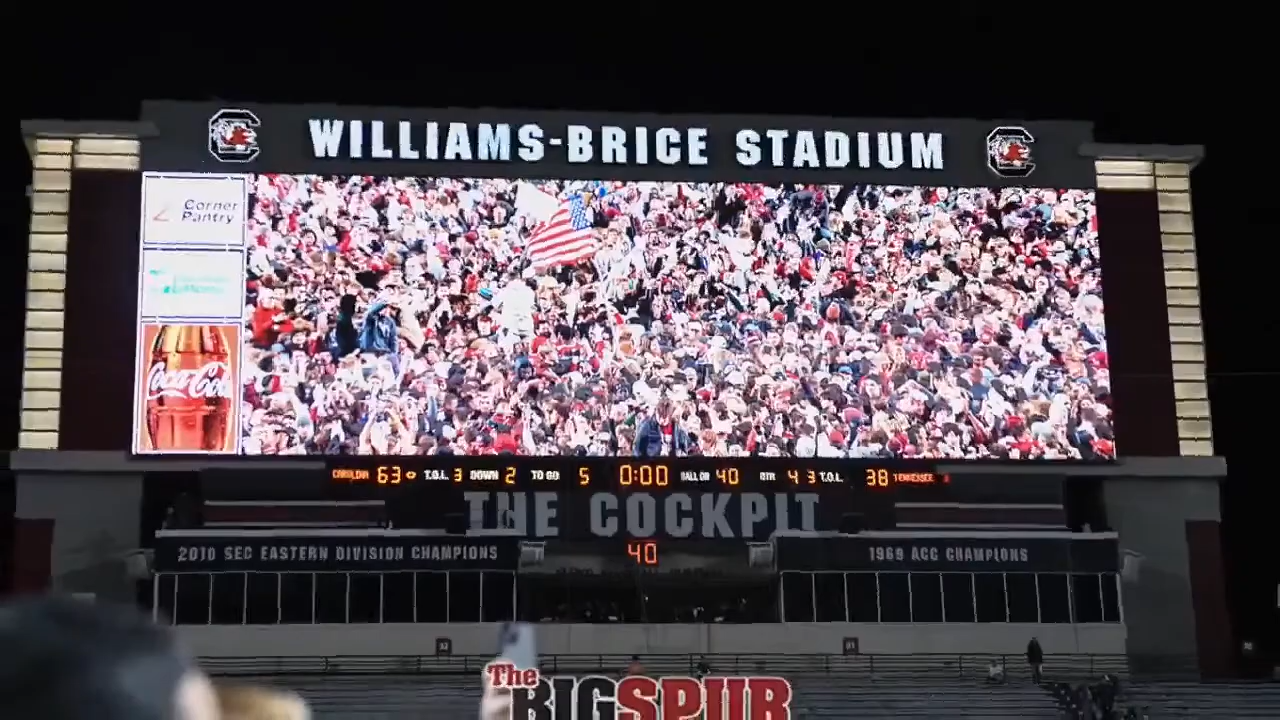 WILLIAMS-BRICE STADIUM
Corner
Pantry
Coca-Cola
CAROLINA 63 T.O.L. 3 DOWN 2 TO GO 5 0:00 BALL ON 40 QTR 4 3 T.O.L. 38 TENNESSEE
THE COCKPIT
2010 SEC EASTERN DIVISION CHAMPIONS
40
1969 ACC CHAMPIONS
The
BIGSPUR